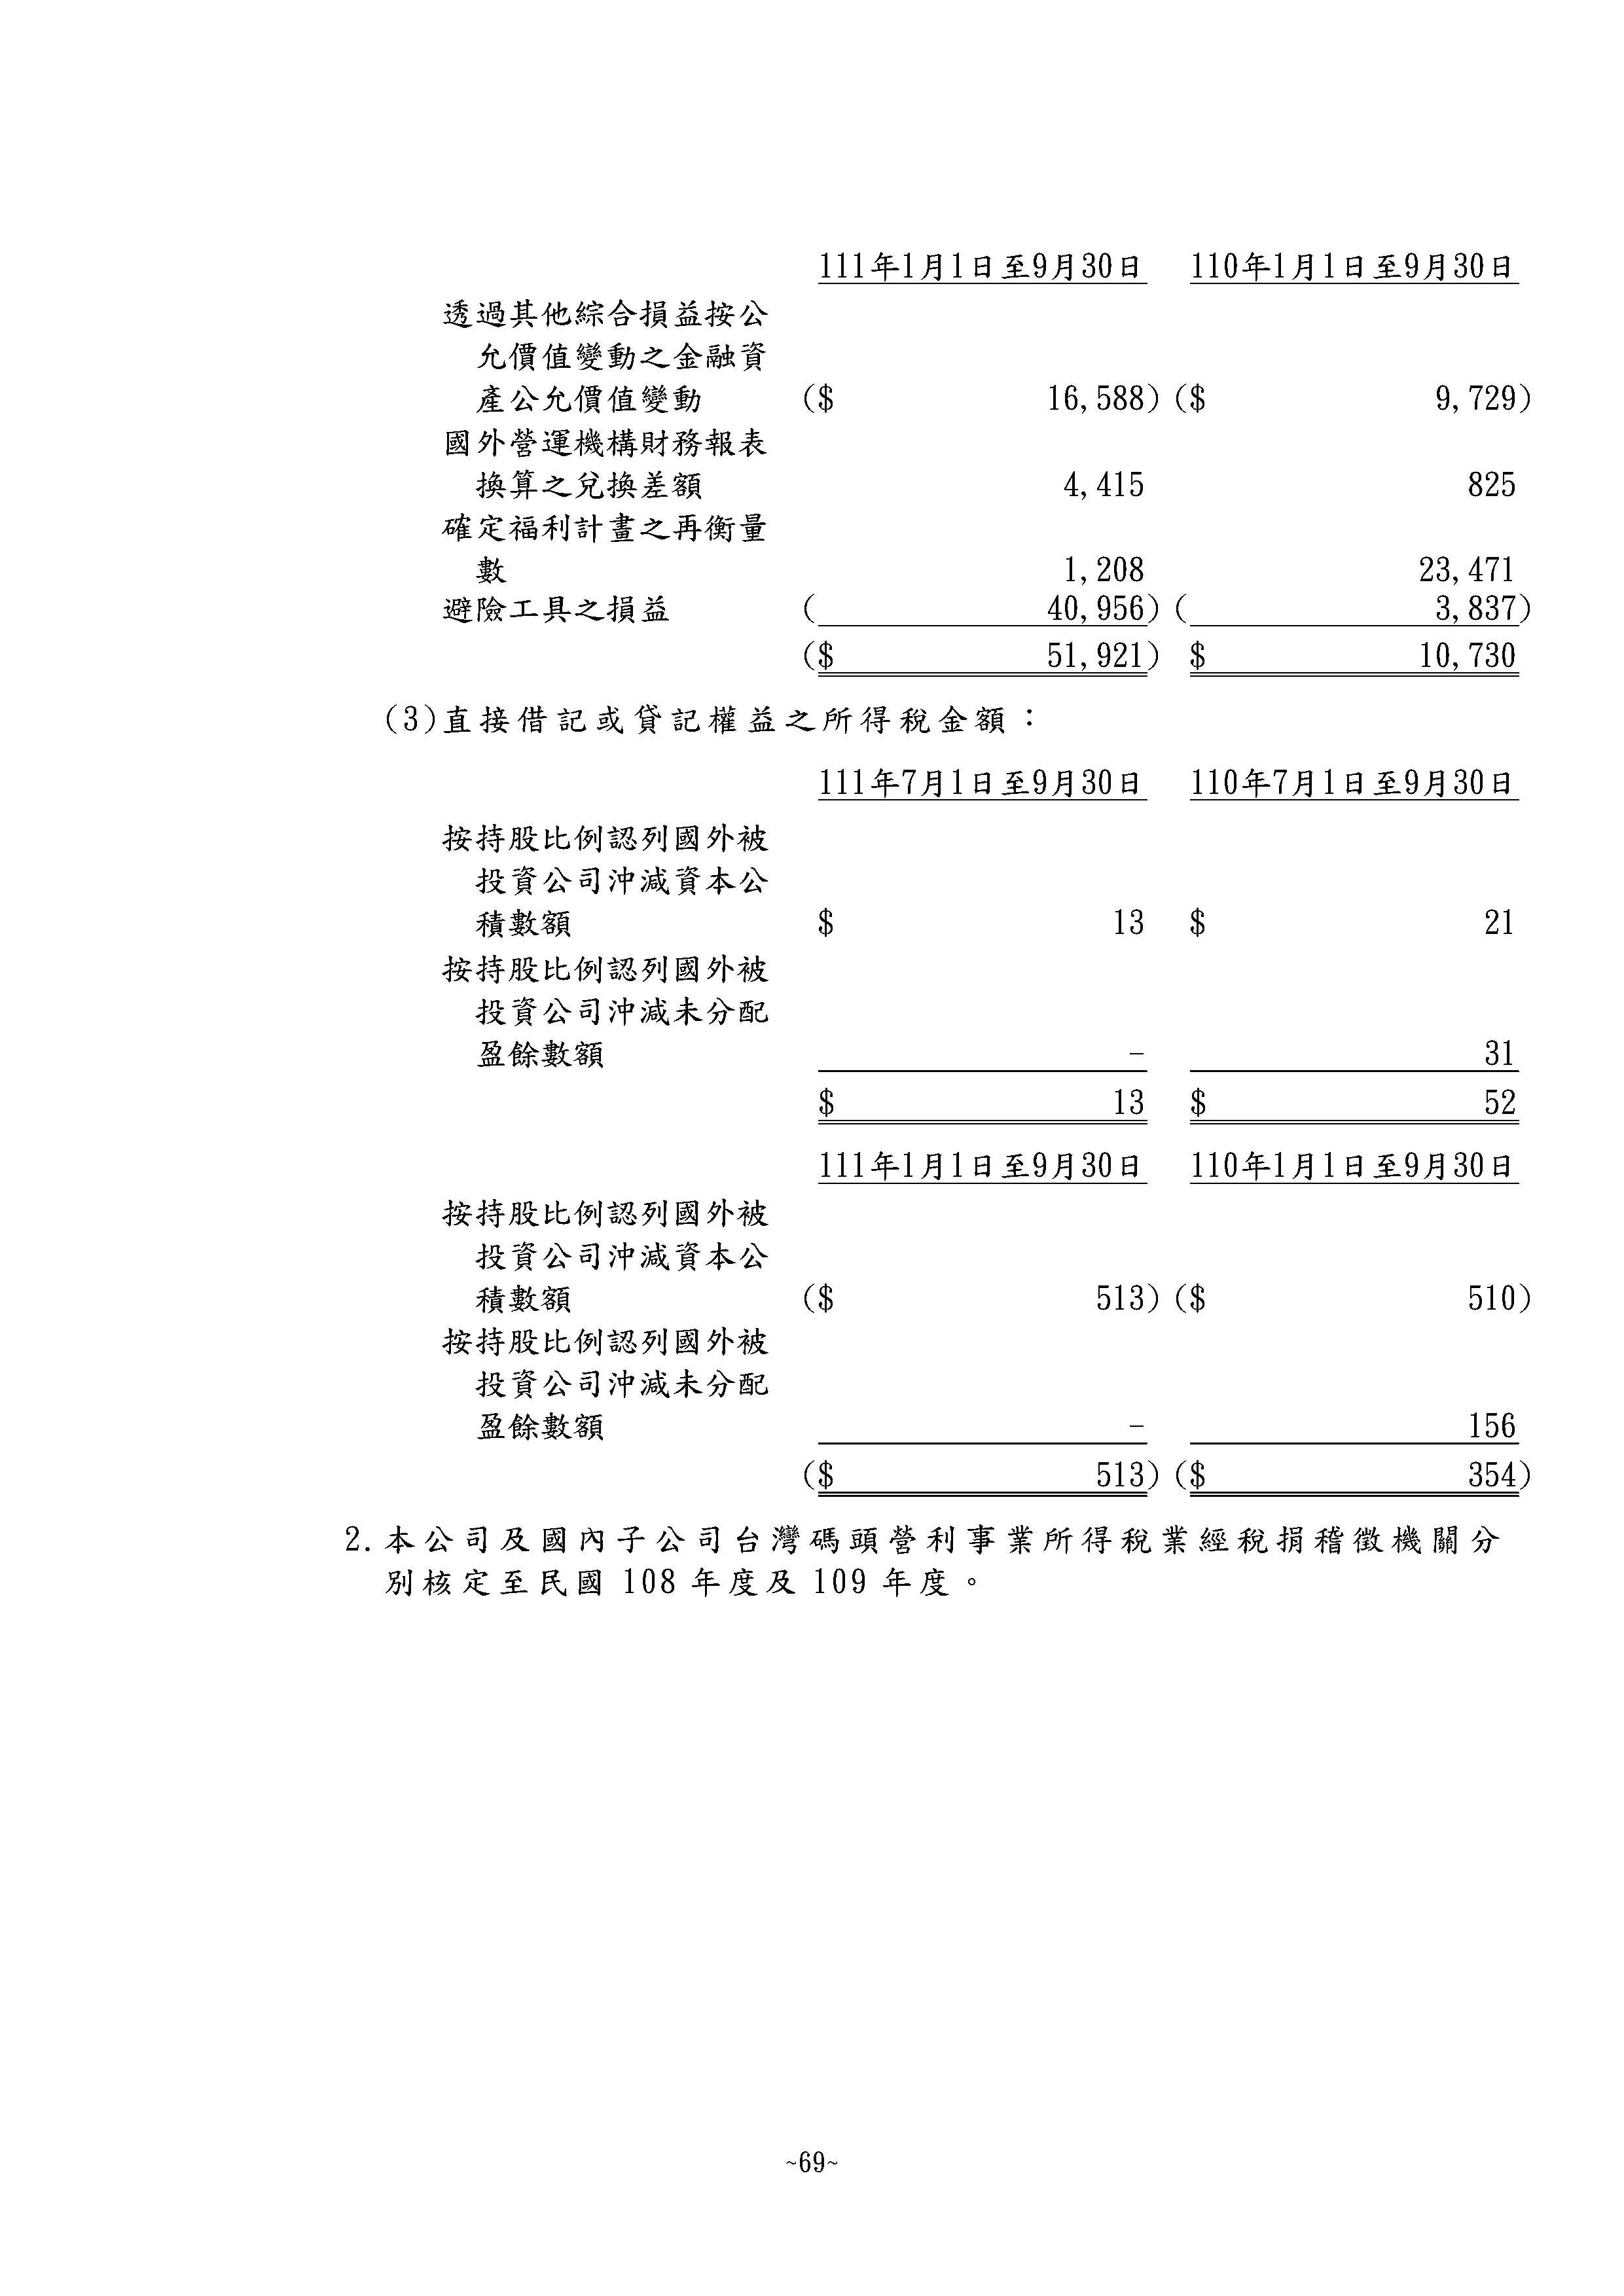 111年1月1日至9月30日 110年1月1日至9月30日
透過其他綜合損益按公
允價值變動之金融資
產公允價值變動 ($ 16,588) ($ 9,729)
國外營運機構財務報表
換算之兌換差額 4,415 825
確定福利計畫之再衡量
數 1,208 23,471
避險工具之損益 ( 40,956) ( 3,837)
($ 51,921) $ 10,730
(3)直接借記或貸記權益之所得稅金額：
111年7月1日至9月30日 110年7月1日至9月30日
按持股比例認列國外被
投資公司沖減資本公
積數額 $ 13 $ 21
按持股比例認列國外被
投資公司沖減未分配
盈餘數額 - 31
$ 13 $ 52
111年1月1日至9月30日 110年1月1日至9月30日
按持股比例認列國外被
投資公司沖減資本公
積數額 ($ 513) ($ 510)
按持股比例認列國外被
投資公司沖減未分配
盈餘數額 - 156
($ 513) ($ 354)
2.本公司及國內子公司台灣碼頭營利事業所得稅業經稅捐稽徵機關分
別核定至民國 108 年度及 109 年度。
~69~